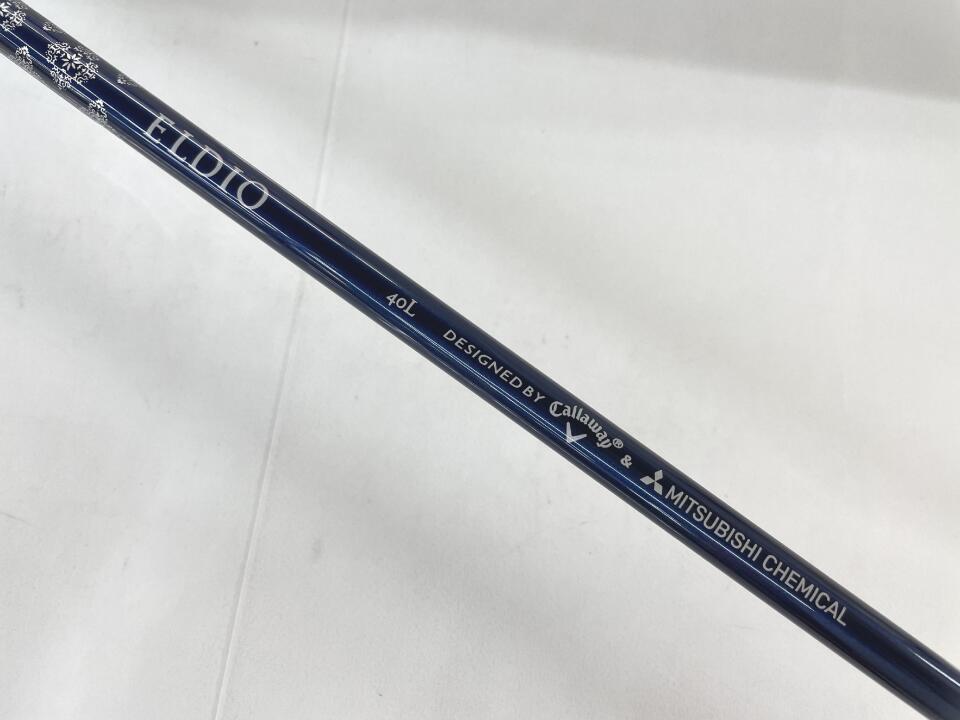 ELDIO
40L
DESIGNED BY Callaway® & MITSUBISHI CHEMICAL